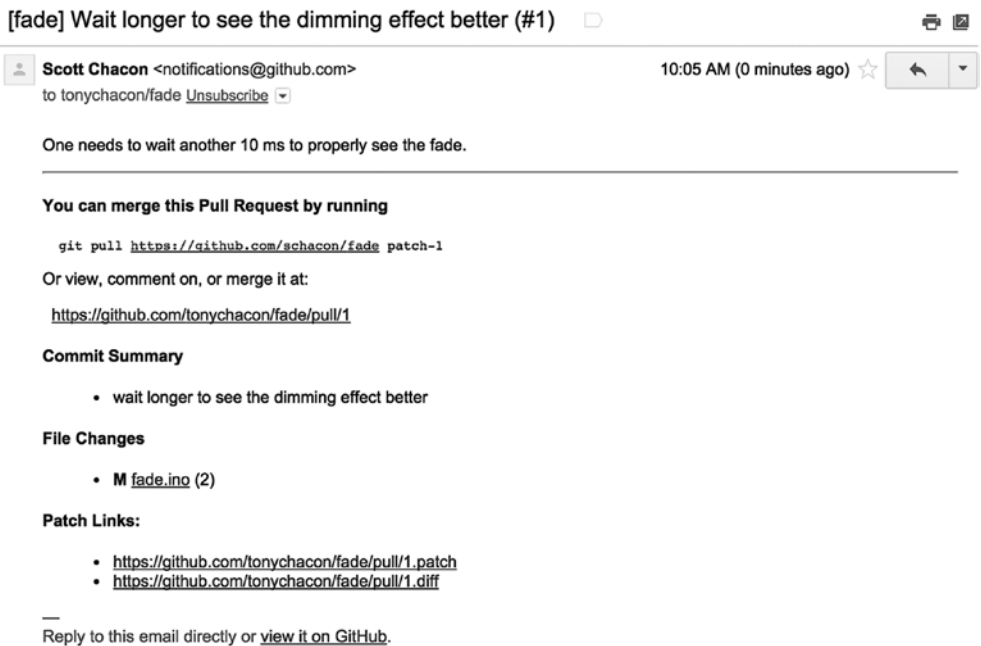 [fade] Wait longer to see the dimming effect better (#1)
Scott Chacon <notifications@github.com> 10:05 AM (0 minutes ago)
to tonychacon/fade Unsubscribe
One needs to wait another 10 ms to properly see the fade.
You can merge this Pull Request by running
git pull https://github.com/schacon/fade patch-1
Or view, comment on, or merge it at:
https://github.com/tonychacon/fade/pull/1
Commit Summary
• wait longer to see the dimming effect better
File Changes
• M fade.ino (2)
Patch Links:
• https://github.com/tonychacon/fade/pull/1.patch
• https://github.com/tonychacon/fade/pull/1.diff
—
Reply to this email directly or view it on GitHub.